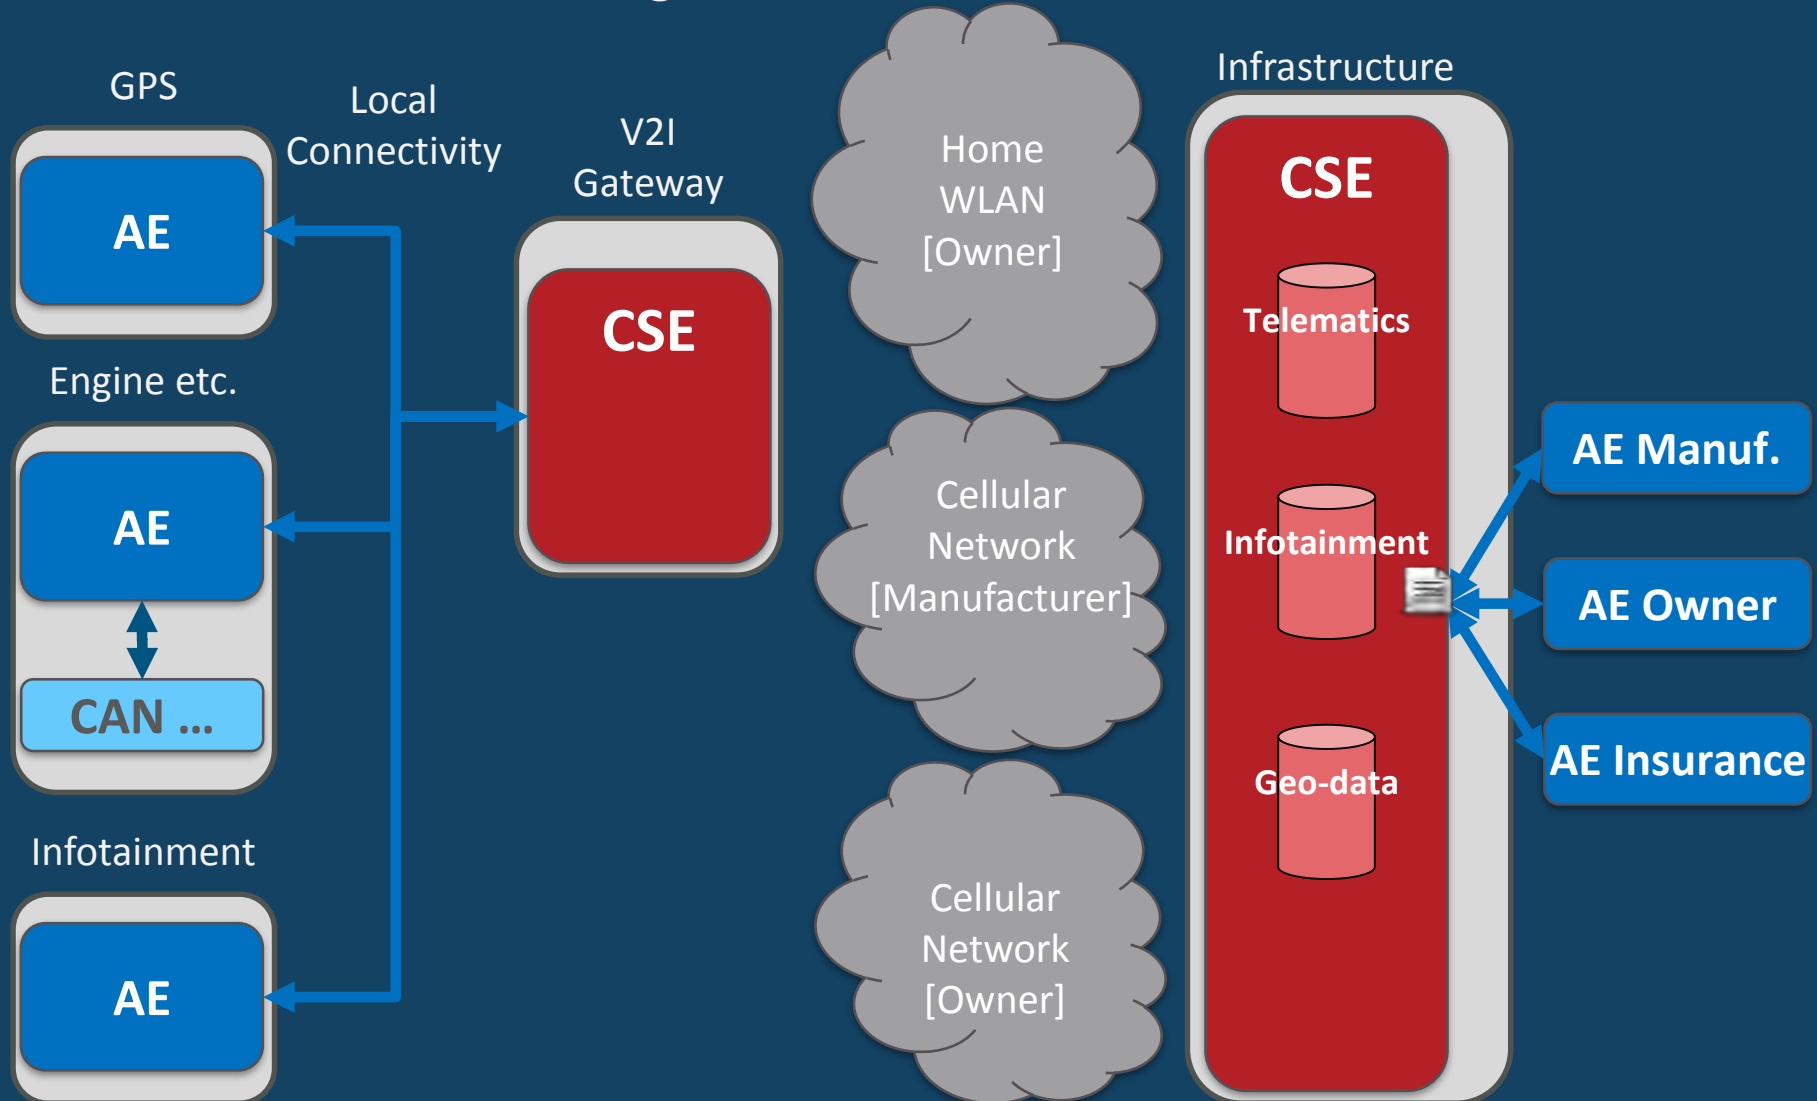 GPS
AE
Engine etc.
AE
CAN ...
Infotainment
AE
Local
Connectivity
V2I
Gateway
CSE
Home
WLAN
[Owner]
Cellular
Network
[Manufacturer]
Cellular
Network
[Owner]
Infrastructure
CSE
Telematics
Infotainment
Geo-data
AE Manuf.
AE Owner
AE Insurance